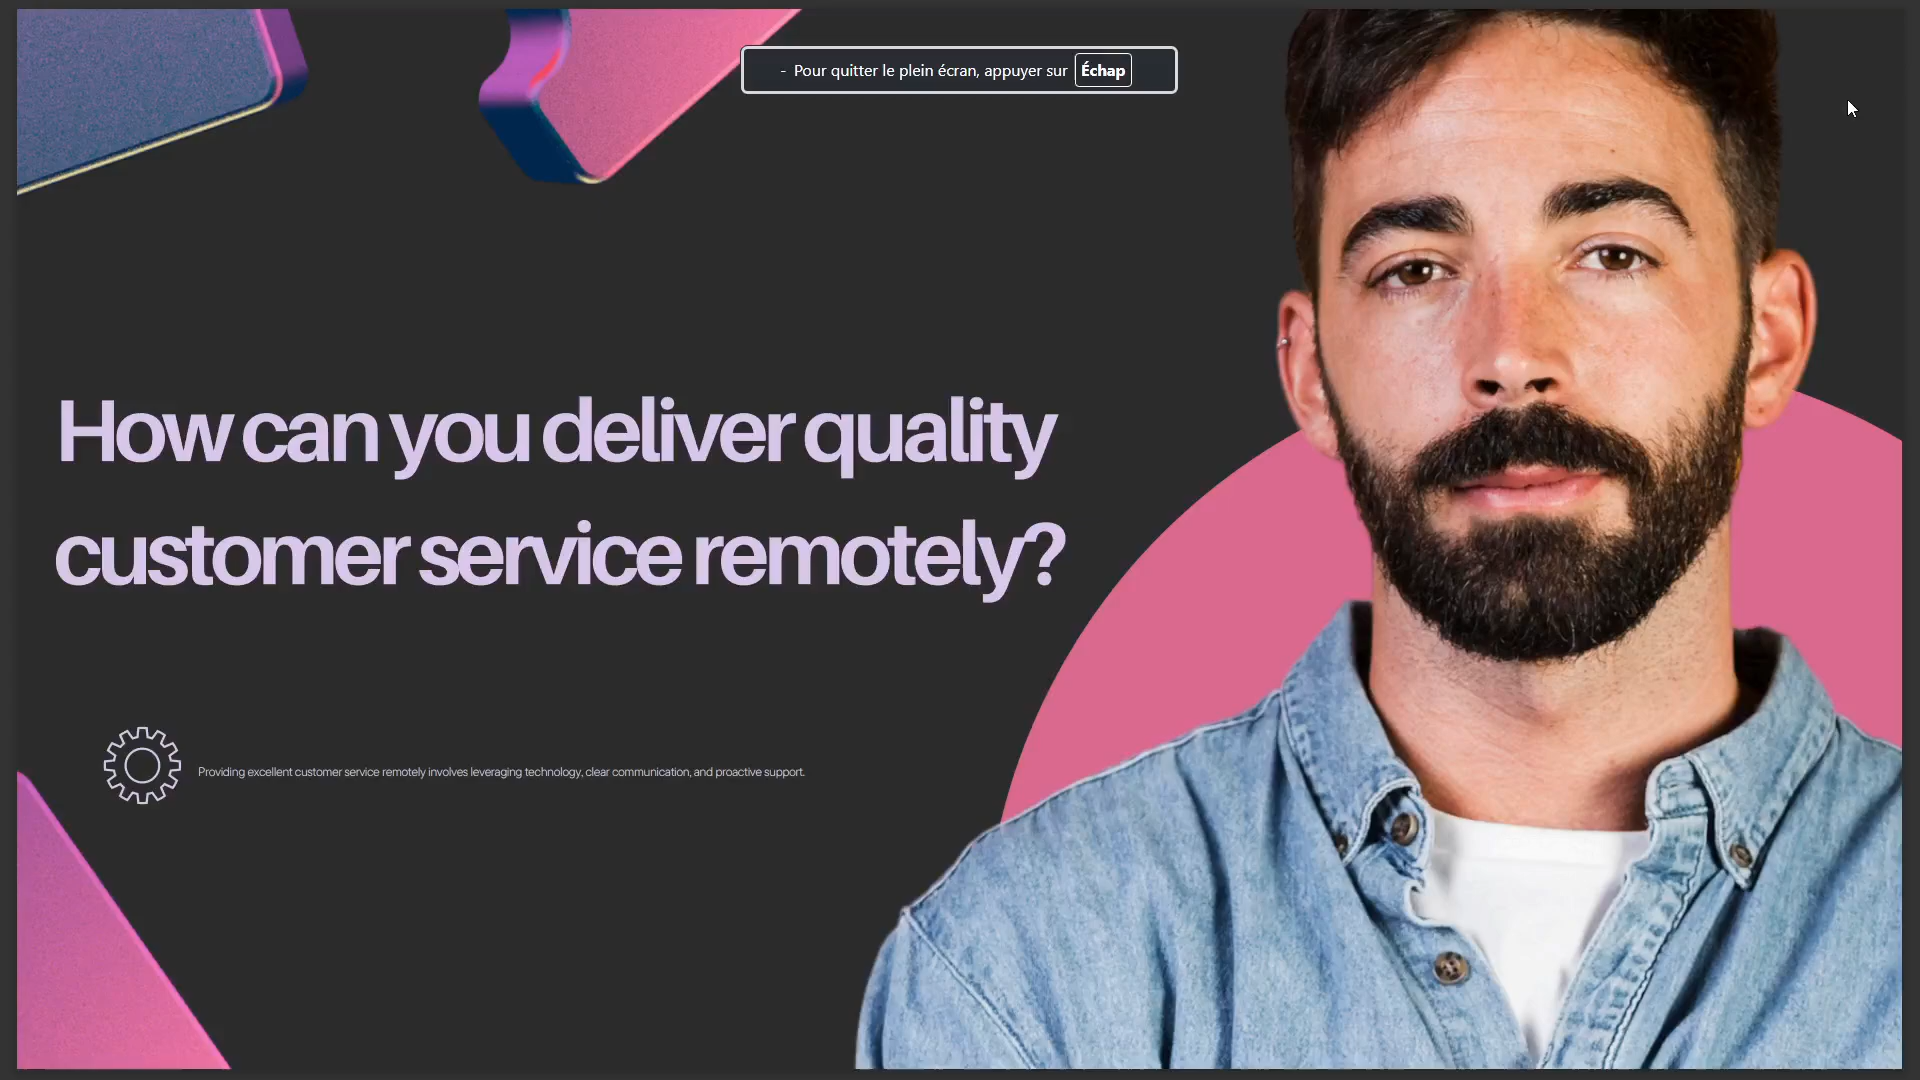 - Pour quitter le plein écran, appuyer sur Échap
How can you deliver quality
customer service remotely?
Providing excellent customer service remotely involves leveraging technology, clear communication, and proactive support.